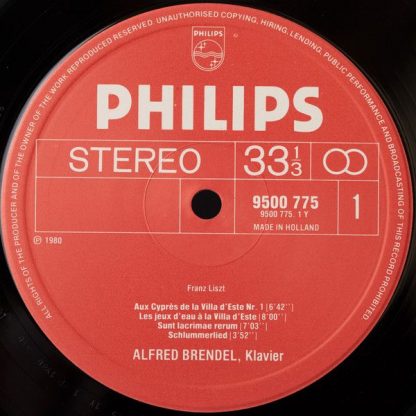 ALL RIGHTS OF THE PRODUCER AND OF THE OWNER OF THE WORK REPRODUCED RESERVED. UNAUTHORISED COPYING, HIRING, LENDING, PUBLIC PERFORMANCE AND BROADCASTING OF THIS RECORD PROHIBITED
PHILIPS
PHILIPS
STEREO 33 1/3
9500 775 1
9500 775. 1 Y
MADE IN HOLLAND
℗ 1980
Franz Liszt
Aux Cyprès de la Villa d'Este Nr. 1 [6'42'']
Les jeux d'eau à la Villa d'Este [8'00'']
Sunt lacrimae rerum [7'03'']
Schlummerlied [3'52'']
ALFRED BRENDEL, Klavier